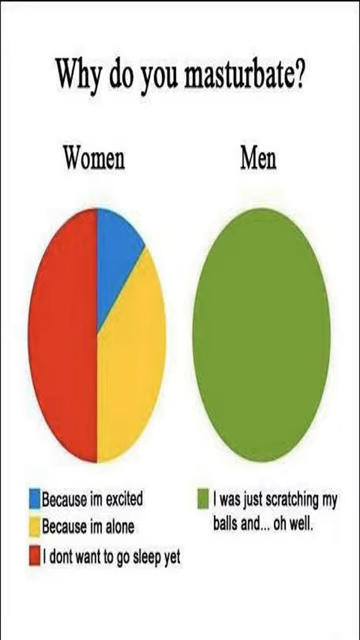 Why do you masturbate?
Women
Men
Because im excited
Because im alone
I dont want to go sleep yet
I was just scratching my
balls and... oh well.